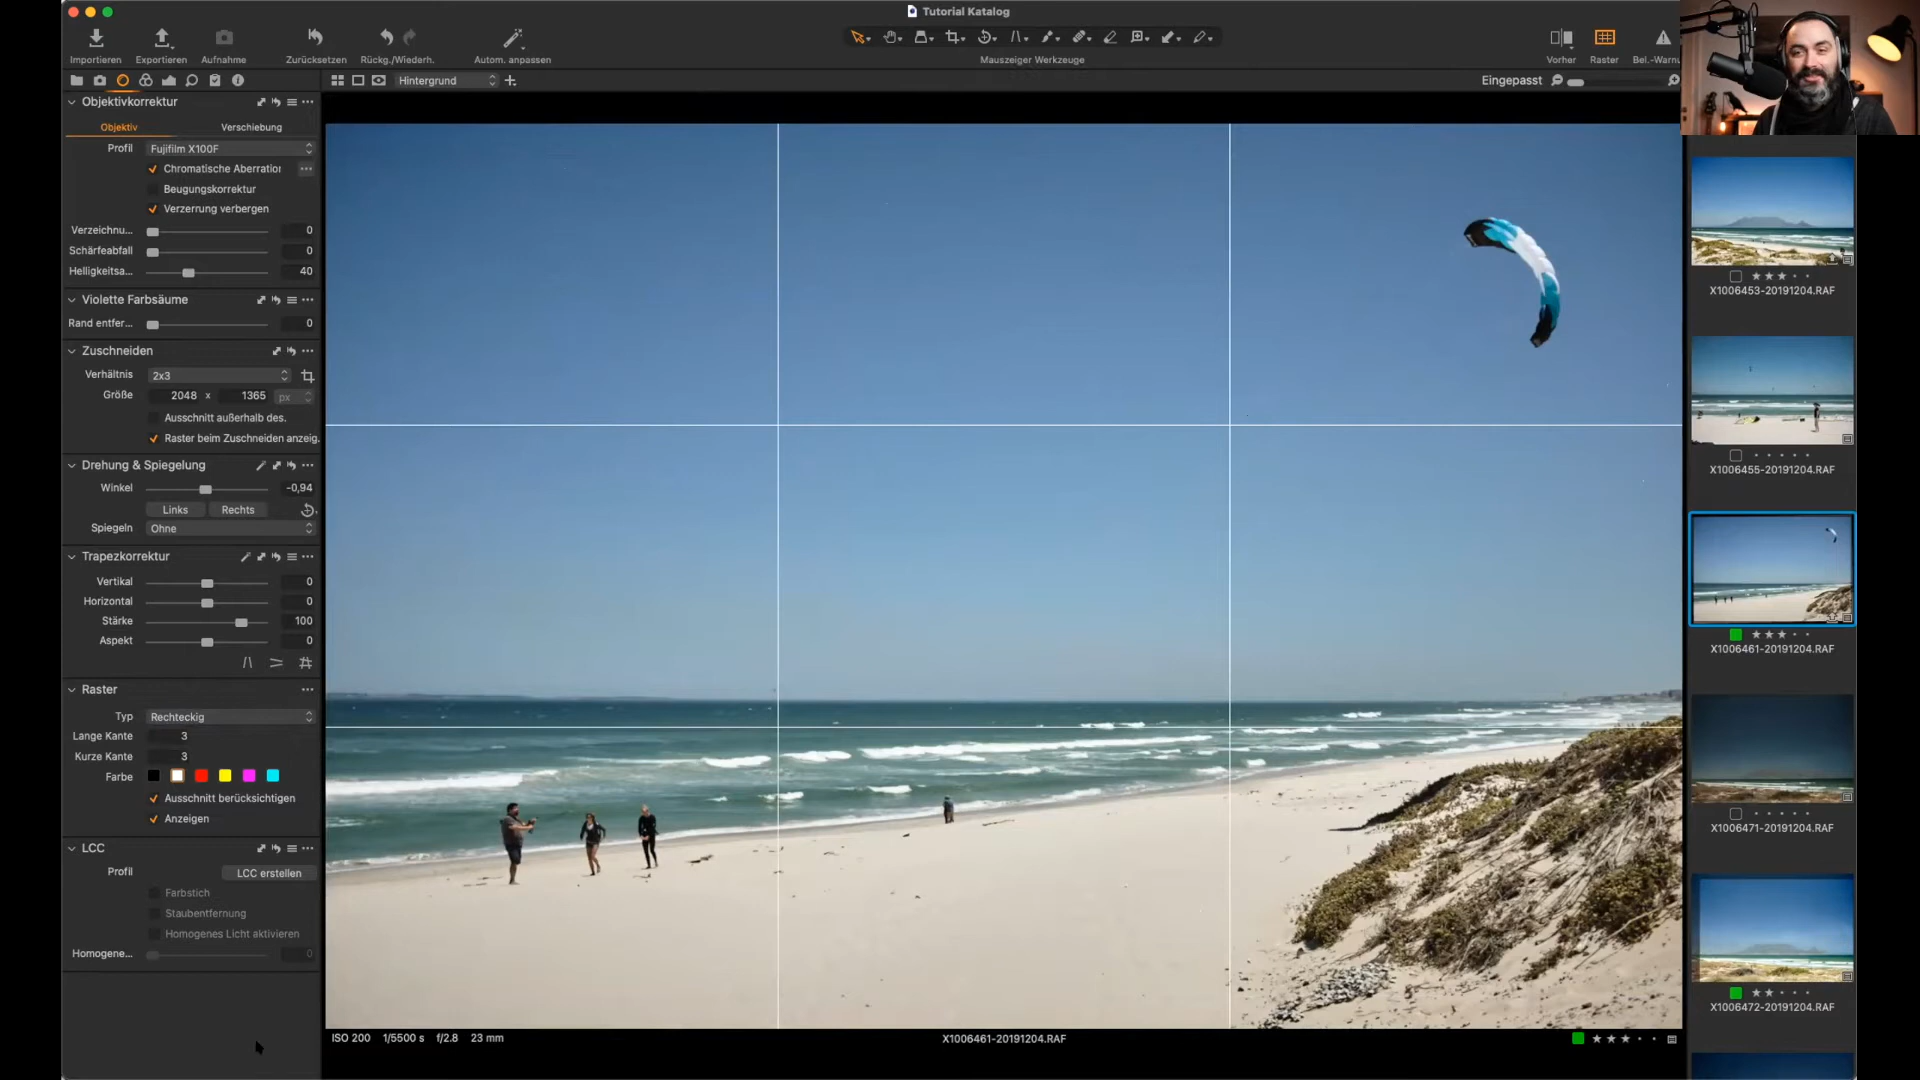 Tutorial Katalog
Importieren Exportieren Aufnahme Zurücksetzen Rückg./Wiederh. Autom. anpassen Mauszeiger Werkzeuge Vorher Raster Bel.-Warnu
Hintergrund Eingepasst
Objektivkorrektur
Objektiv Verschiebung
Profil Fujifilm X100F
Chromatische Aberration
Beugungskorrektur
Verzerrung verbergen
Verzeichnu... 0
Schärfeabfall 0
Helligkeitsa... 40
Violette Farbsäume
Rand entfer... 0
Zuschneiden
Verhältnis 2x3
Größe 2048 x 1365 px
Ausschnitt außerhalb des.
Raster beim Zuschneiden anzeig.
Drehung & Spiegelung
Winkel -0,94
Links Rechts
Spiegeln Ohne
Trapezkorrektur
Vertikal 0
Horizontal 0
Stärke 100
Aspekt 0
Raster
Typ Rechteckig
Lange Kante 3
Kurze Kante 3
Farbe
Ausschnitt berücksichtigen
Anzeigen
LCC
Profil LCC erstellen
Farbstich
Staubentfernung
Homogenes Licht aktivieren
Homogene... 0
ISO 200 1/5500 s f/2.8 23 mm
X1006461-20191204.RAF
X1006453-20191204.RAF
X1006455-20191204.RAF
X1006461-20191204.RAF
X1006471-20191204.RAF
X1006472-20191204.RAF